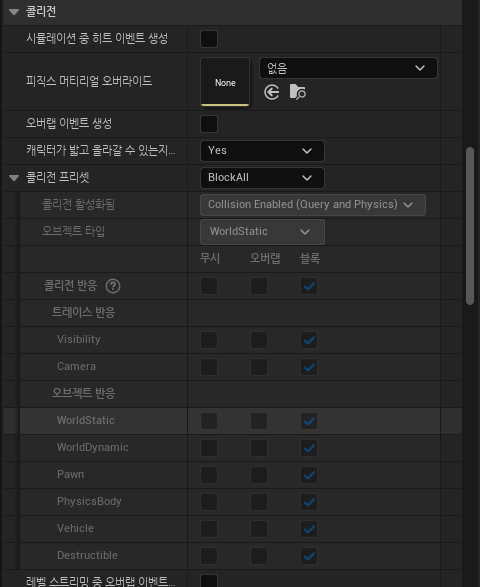 콜리전
시뮬레이션 중 히트 이벤트 생성
피직스 머티리얼 오버라이드
None
없음
오버랩 이벤트 생성
캐릭터가 밟고 올라갈 수 있는지...
Yes
콜리전 프리셋
BlockAll
콜리전 활성화됨
Collision Enabled (Query and Physics)
오브젝트 타입
WorldStatic
무시 오버랩 블록
콜리전 반응 ?
트레이스 반응
Visibility
Camera
오브젝트 반응
WorldStatic
WorldDynamic
Pawn
PhysicsBody
Vehicle
Destructible
레벨 스트리밍 중 오버랩 이벤트...